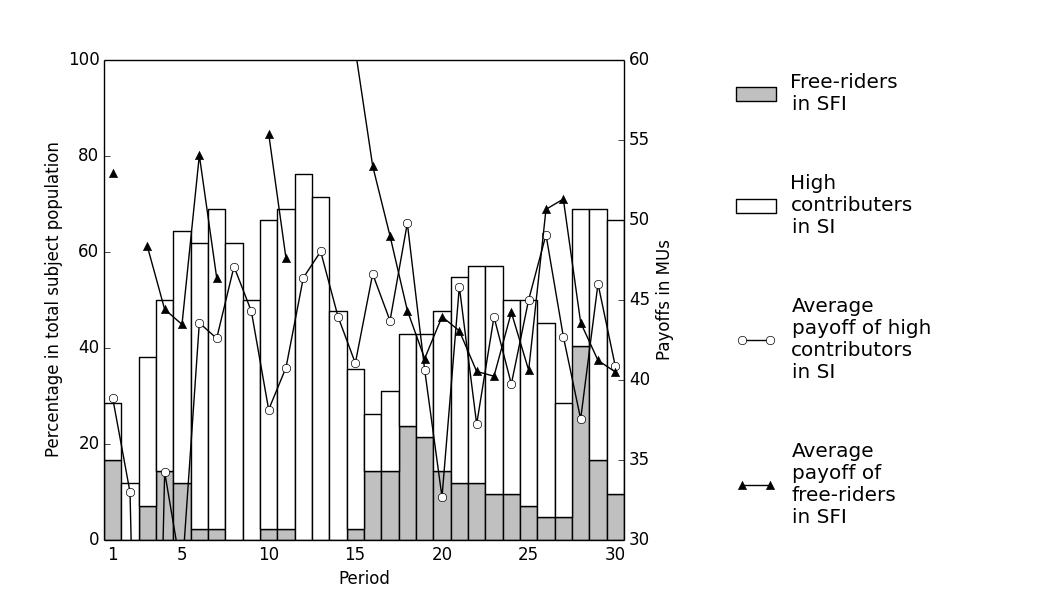 100
80
60
40
20
0
Percentage in total subject population
1
5
10
15
20
25
30
Period
60
55
50
45
40
35
30
Payoffs in MUs
Free-riders
in SFI
High
contributers
in SI
Average
payoff of high
contributors
in SI
Average
payoff of
free-riders
in SFI